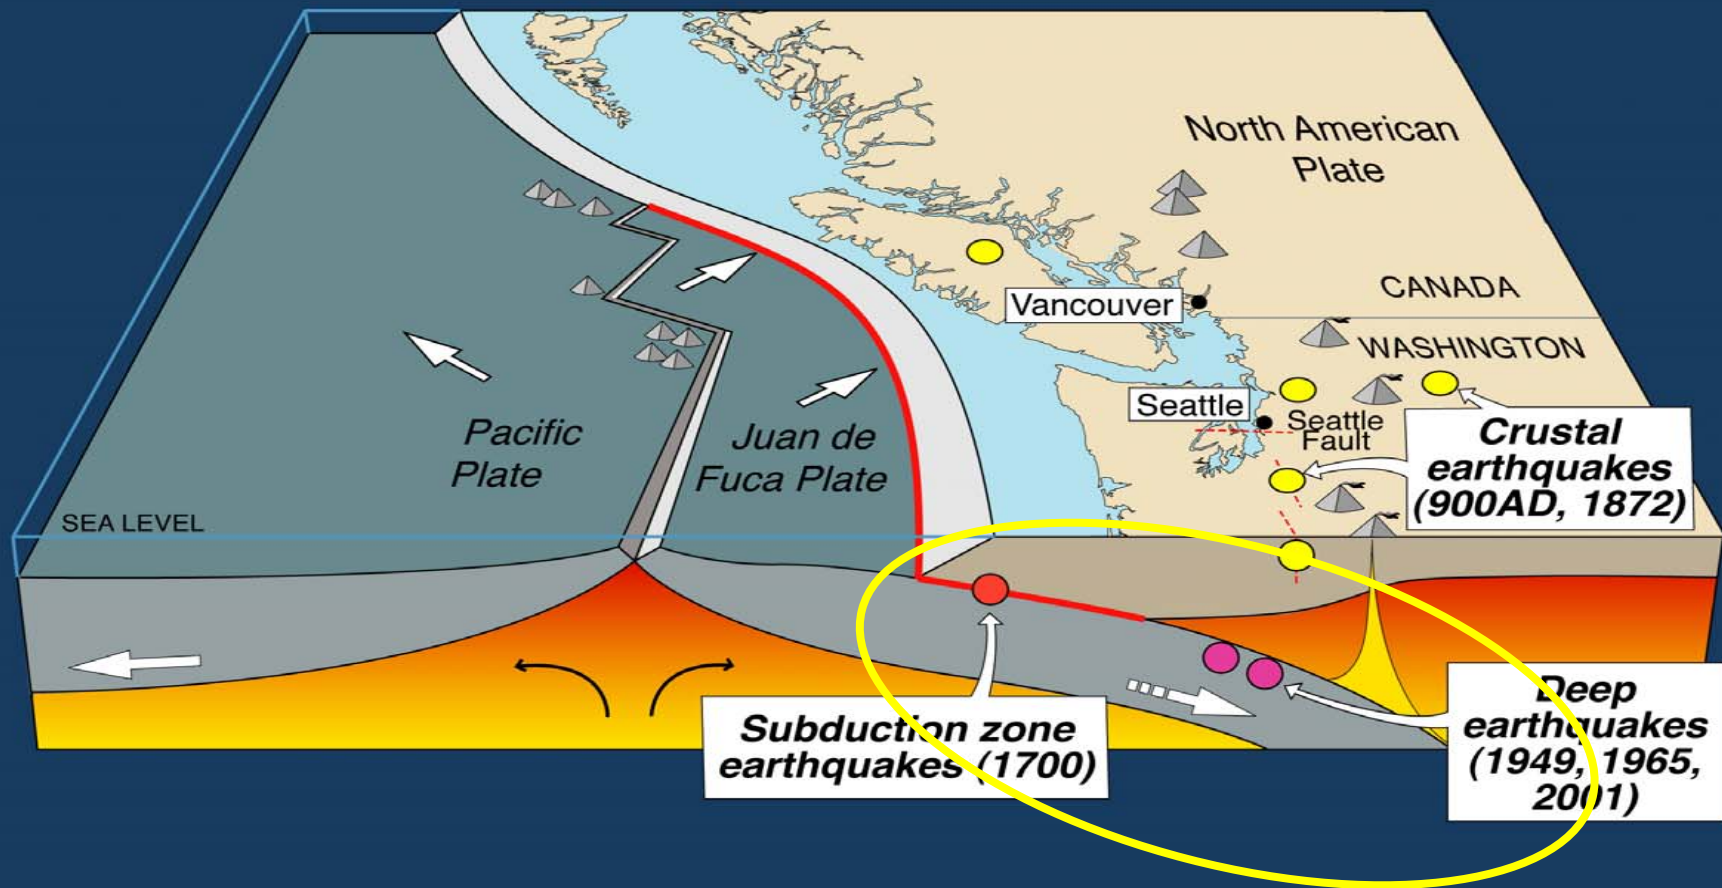 North American
Plate
CANADA
Vancouver
WASHINGTON
Seattle
Seattle
Fault
Crustal
earthquakes
(900AD, 1872)
Pacific
Plate
Juan de
Fuca Plate
SEA LEVEL
Subduction zone
earthquakes (1700)
Deep
earthquakes
(1949, 1965,
2001)